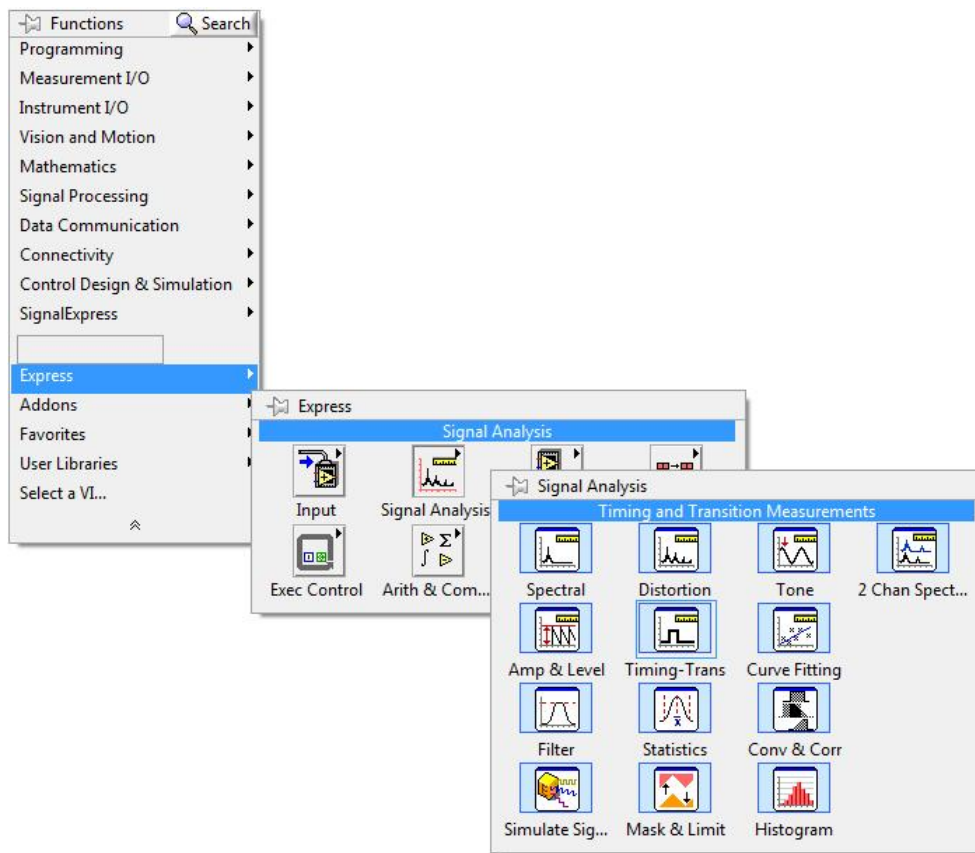 Functions Search
Programming
Measurement I/O
Instrument I/O
Vision and Motion
Mathematics
Signal Processing
Data Communication
Connectivity
Control Design & Simulation
SignalExpress
Express
Addons
Favorites
User Libraries
Select a VI...
Express
Signal Analysis
Input Signal Analysis
Exec Control Arith & Com...
Signal Analysis
Timing and Transition Measurements
Spectral Distortion Tone 2 Chan Spect...
Amp & Level Timing-Trans Curve Fitting
Filter Statistics Conv & Corr
Simulate Sig... Mask & Limit Histogram